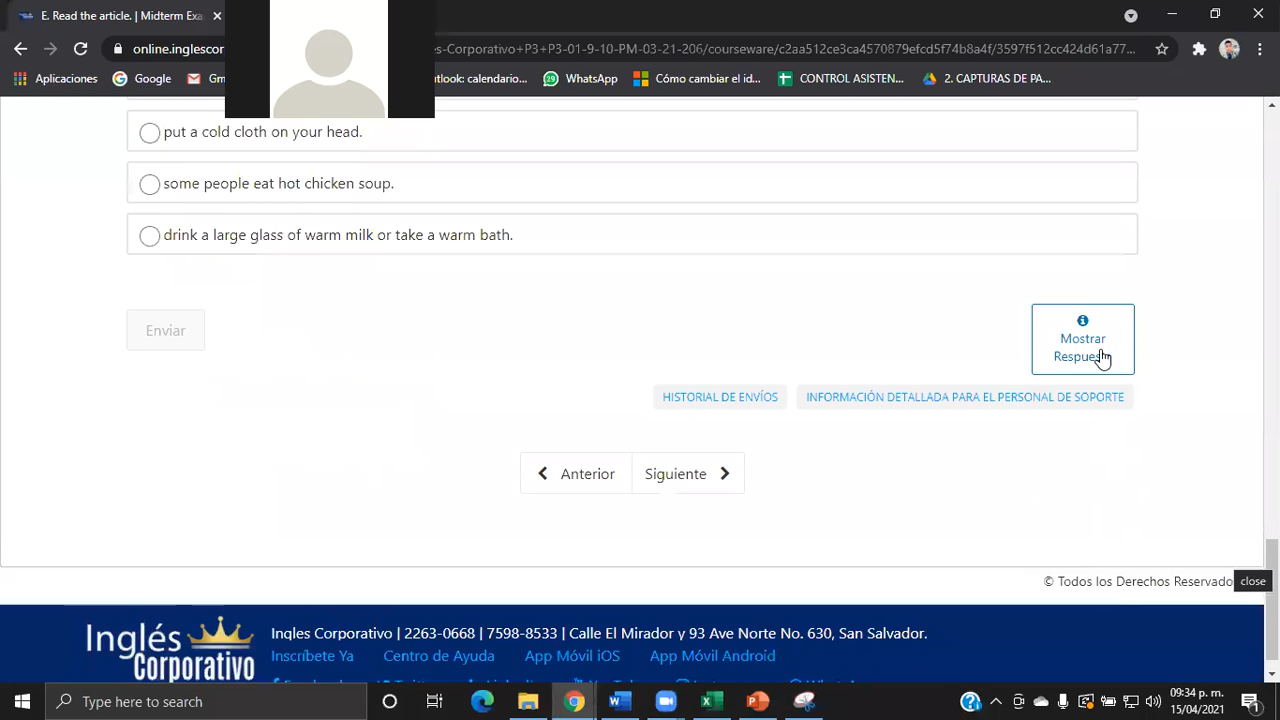 E. Read the article. | Midterm Exa
online.inglescor
es-Corporativo+P3+P3-01-9-10-PM-03-21-206/courseware/c2aa512ce3ca4570879efcd5f74b8a4f/3597f512cc424d61a77...
Aplicaciones
Google
Gm
outlook: calendario...
29
WhatsApp
Cómo cambiar el id...
CONTROL ASISTEN...
2. CAPTURAS DE PA...
put a cold cloth on your head.
some people eat hot chicken soup.
drink a large glass of warm milk or take a warm bath.
Enviar
Mostrar
HISTORIAL DE ENVÍOS
INFORMACIÓN DETALLADA PARA EL PERSONAL DE SOPORTE
Anterior
Siguiente
© Todos los Derechos Reservado
close
Inglés
Corporativo
Ingles Corporativo | 2263-0668 | 7598-8533 | Calle El Mirador y 93 Ave Norte No. 630, San Salvador.
Inscríbete Ya
Centro de Ayuda
App Móvil iOS
App Móvil Android
Type here to search
09:34 p. m.
15/04/2021
1